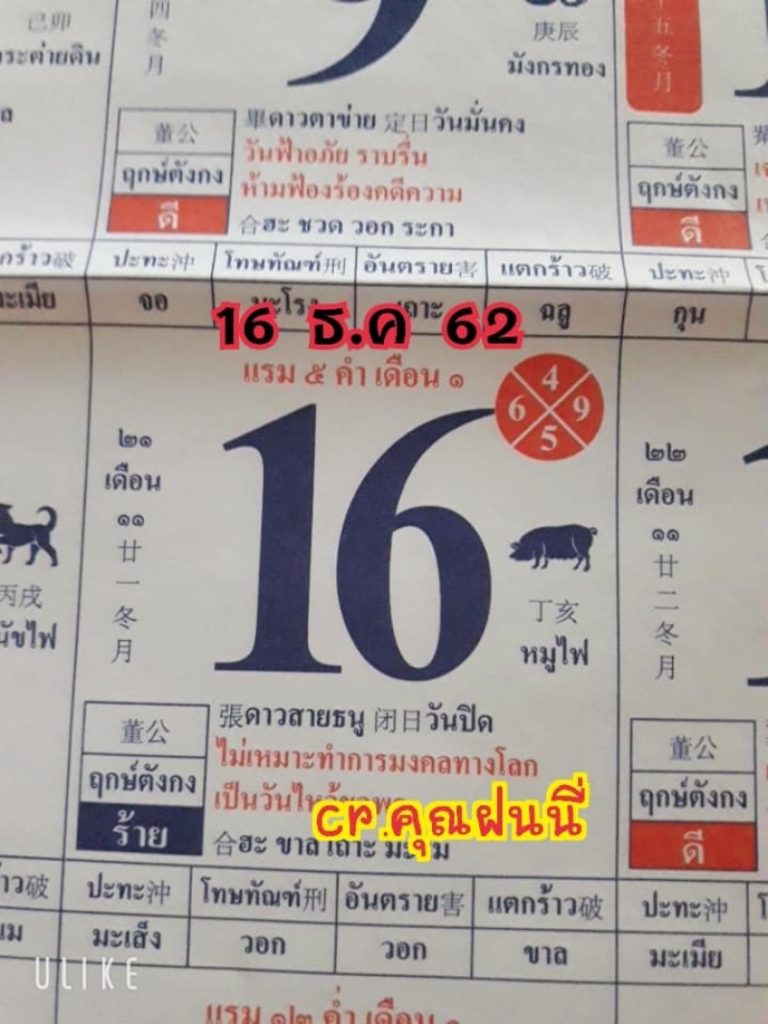 己卯
四冬月
9
庚辰
มังกรทอง
十五冬月
董公
ฤกษ์ตังกง
ดี
畢ดาวตาข่าย 定日วันมั่นคง
วันฟ้าอภัย ราบรื่น
ห้ามฟ้องร้องคดีความ
合ฮะ ชวด วอก ระกา
董公
ฤกษ์ตังกง
ดี
ปะทะ沖 โทษทัณฑ์刑 อันตราย害 แตกร้าว破 ปะทะ沖
จอ มะโรง เถาะ ฉลู กุน
16 ธ.ค 62
แรม ๕ ค่ำ เดือน ๑
4
6 9
5
16
๒๑
เดือน
๑๑
廿一冬月
丁亥
หมูไฟ
丙戌
๒๒
เดือน
๑๑
廿二冬月
董公
ฤกษ์ตังกง
ร้าย
張ดาวสายธนู 闭日วันปิด
ไม่เหมาะทำการมงคลทางโลก
เป็นวันไหว้
CP.คุณฝนนี่
合ฮะ ขาล เถาะ
董公
ฤกษ์ตังกง
ดี
ปะทะ沖 โทษทัณฑ์刑 อันตราย害 แตกร้าว破 ปะทะ沖
มะเส็ง วอก วอก ขาล มะเมีย
ULIKE
แรม ๑๒ ค่ำ เดือน